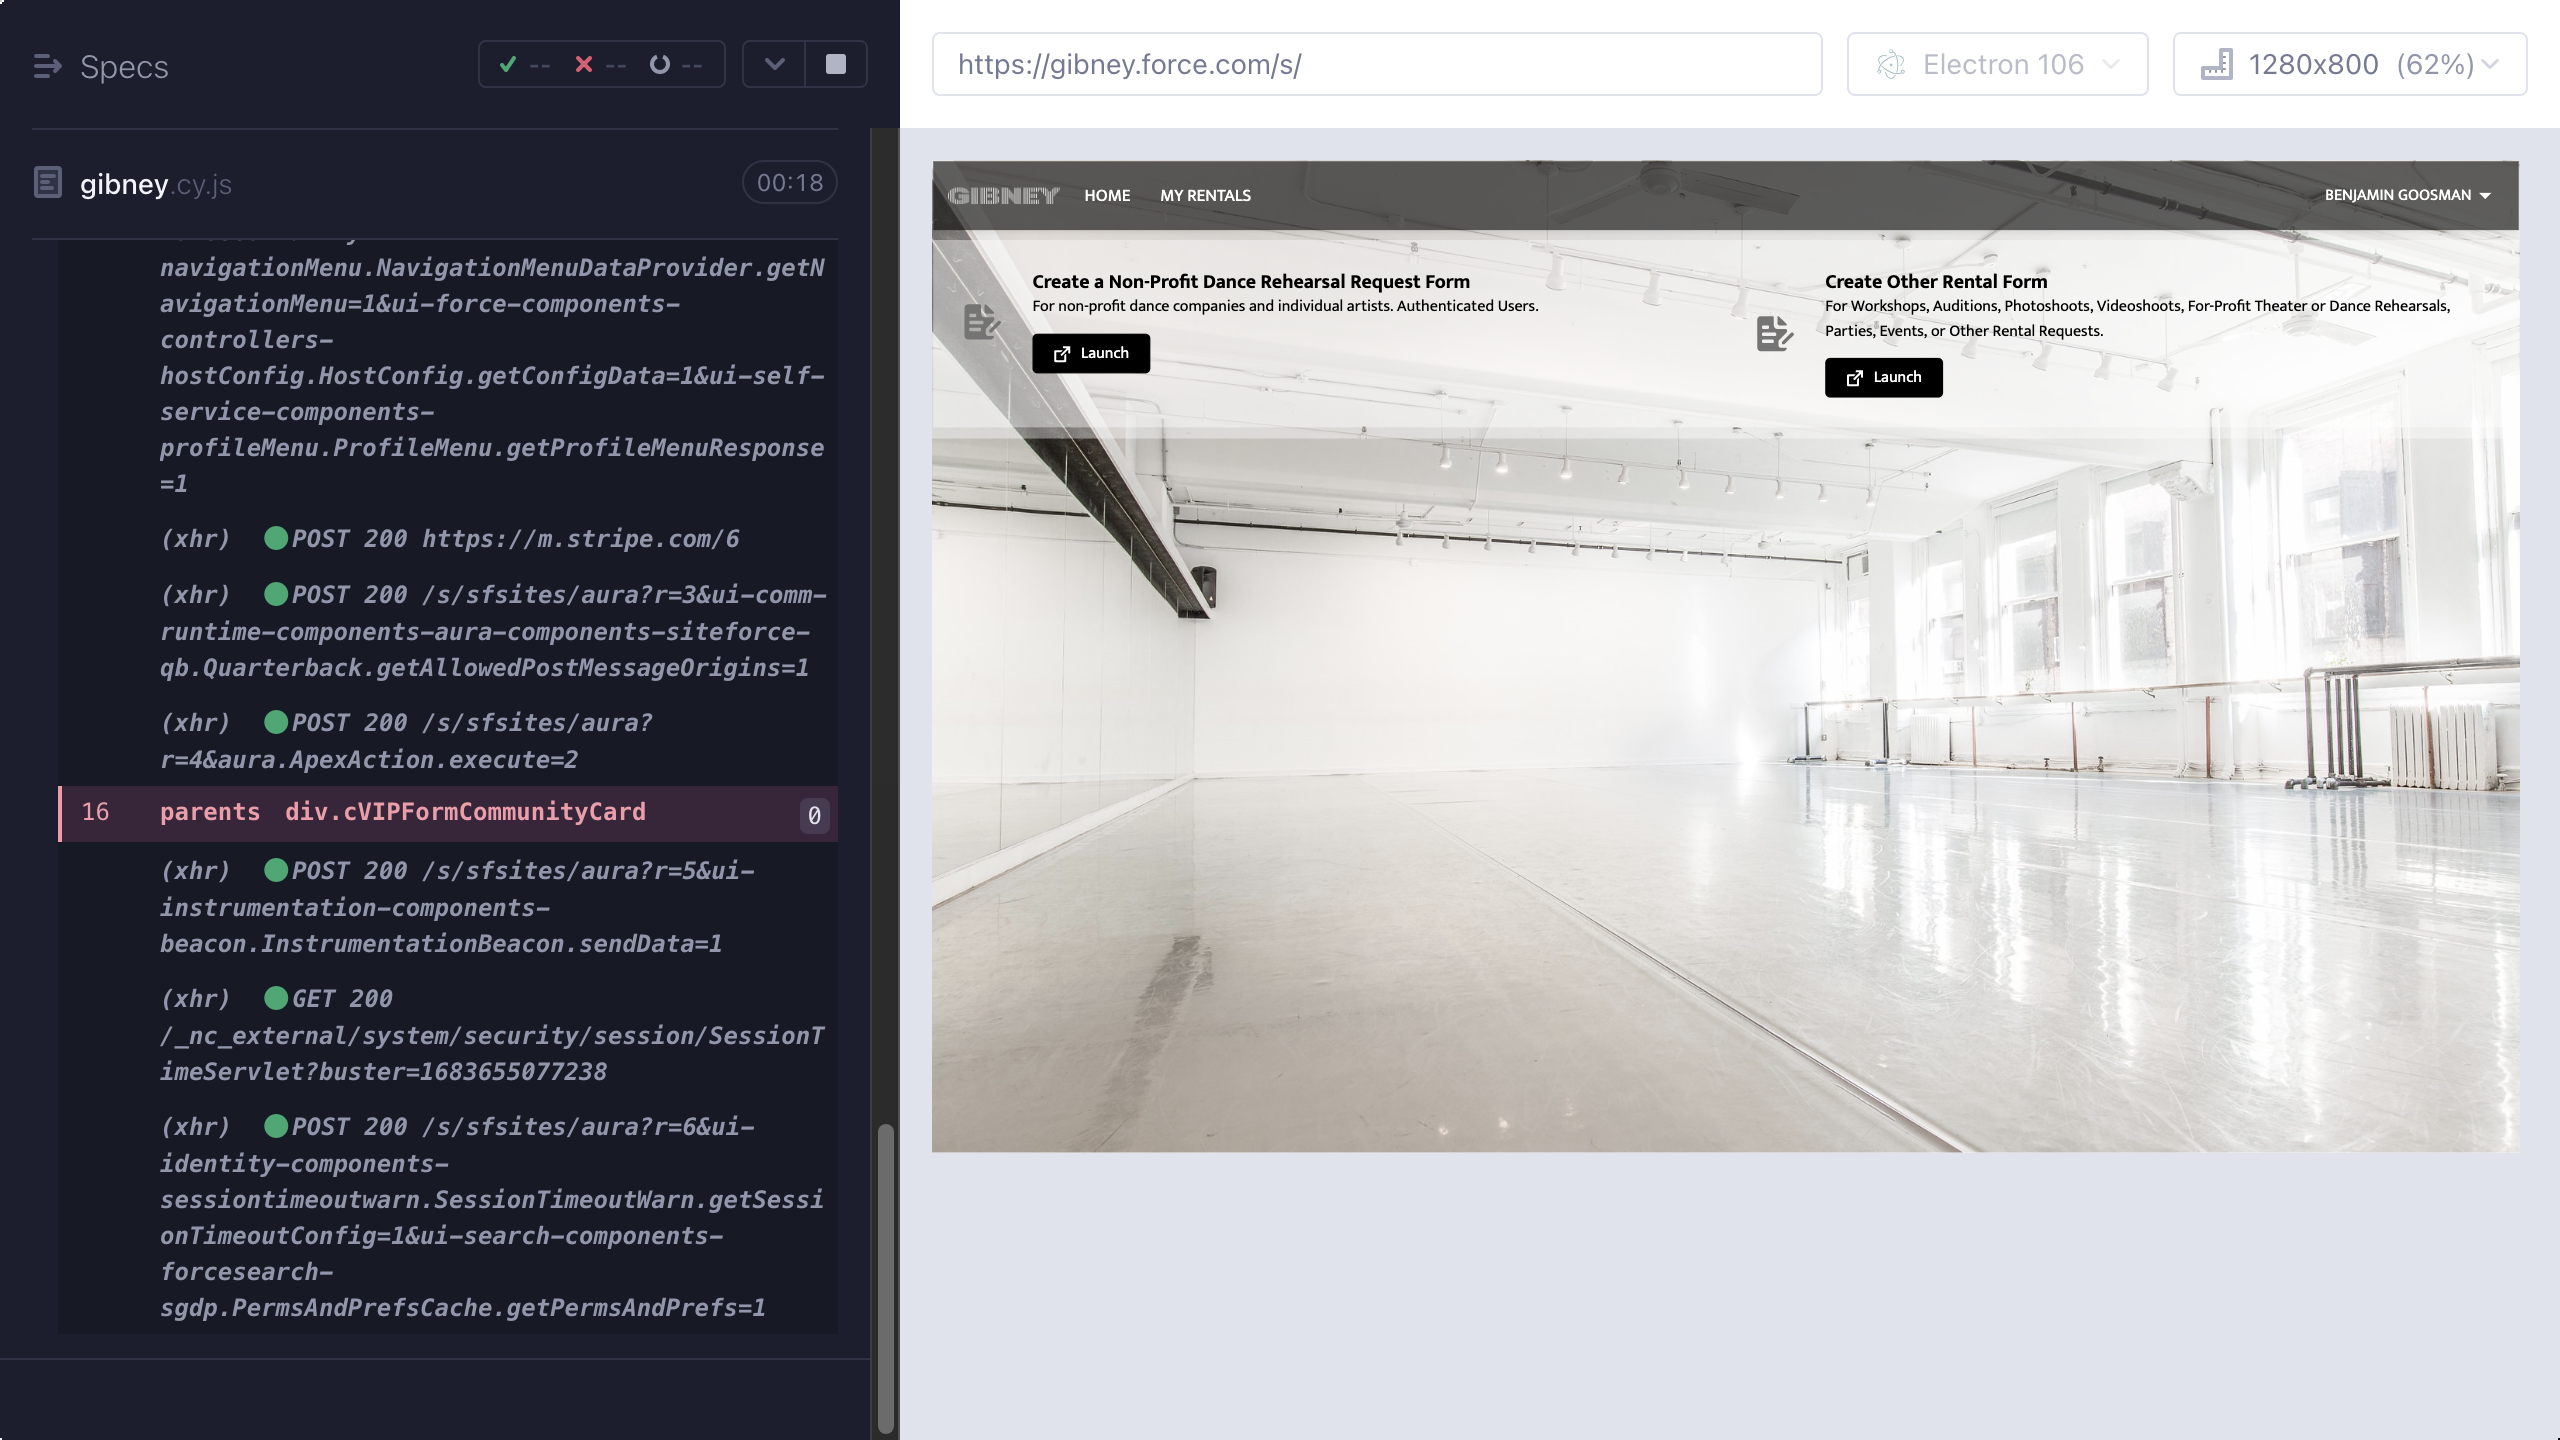 Specs
-- -- --
gibney.cy.js
00:18
navigationMenu.NavigationMenuDataProvider.getN
avigationMenu=1&ui-force-components-
controllers-
hostConfig.HostConfig.getConfigData=1&ui-self-
service-components-
profileMenu.ProfileMenu.getProfileMenuResponse
=1
(xhr) POST 200 https://m.stripe.com/6
(xhr) POST 200 /s/sfsites/aura?r=3&ui-comm-
runtime-components-aura-components-siteforce-
qb.Quarterback.getAllowedPostMessageOrigins=1
(xhr) POST 200 /s/sfsites/aura?
r=4&aura.ApexAction.execute=2
16 parents div.cVIPFormCommunityCard 0
(xhr) POST 200 /s/sfsites/aura?r=5&ui-
instrumentation-components-
beacon.InstrumentationBeacon.sendData=1
(xhr) GET 200
/_nc_external/system/security/session/SessionT
imeServlet?buster=1683655077238
(xhr) POST 200 /s/sfsites/aura?r=6&ui-
identity-components-
sessiontimeoutwarn.SessionTimeoutWarn.getSessi
onTimeoutConfig=1&ui-search-components-
forcesearch-
sgdp.PermsAndPrefsCache.getPermsAndPrefs=1
https://gibney.force.com/s/
Electron 106
1280x800 (62%)
GIBNEY HOME MY RENTALS
BENJAMIN GOOSMAN
Create a Non-Profit Dance Rehearsal Request Form
For non-profit dance companies and individual artists. Authenticated Users.
Launch
Create Other Rental Form
For Workshops, Auditions, Photoshoots, Videoshoots, For-Profit Theater or Dance Rehearsals,
Parties, Events, or Other Rental Requests.
Launch